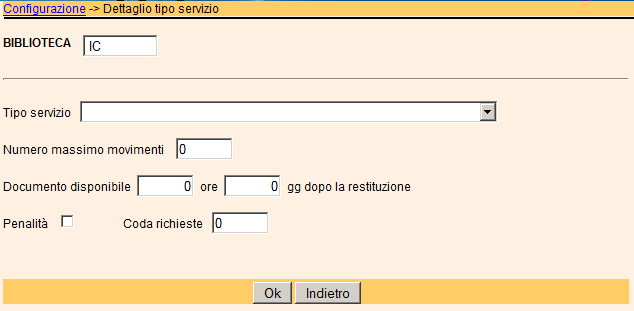 Configurazione -> Dettaglio tipo servizio
BIBLIOTECA IC
Tipo servizio
Numero massimo movimenti 0
Documento disponibile 0 ore 0 gg dopo la restituzione
Penalità Coda richieste 0
Ok Indietro